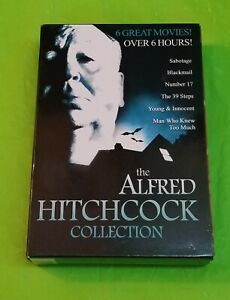 6 GREAT MOVIES!
OVER 6 HOURS!
Sabotage
Blackmail
Number 17
The 39 Steps
Young & Innocent
Man Who Knew
Too Much
the
ALFRED
HITCHCOCK
COLLECTION